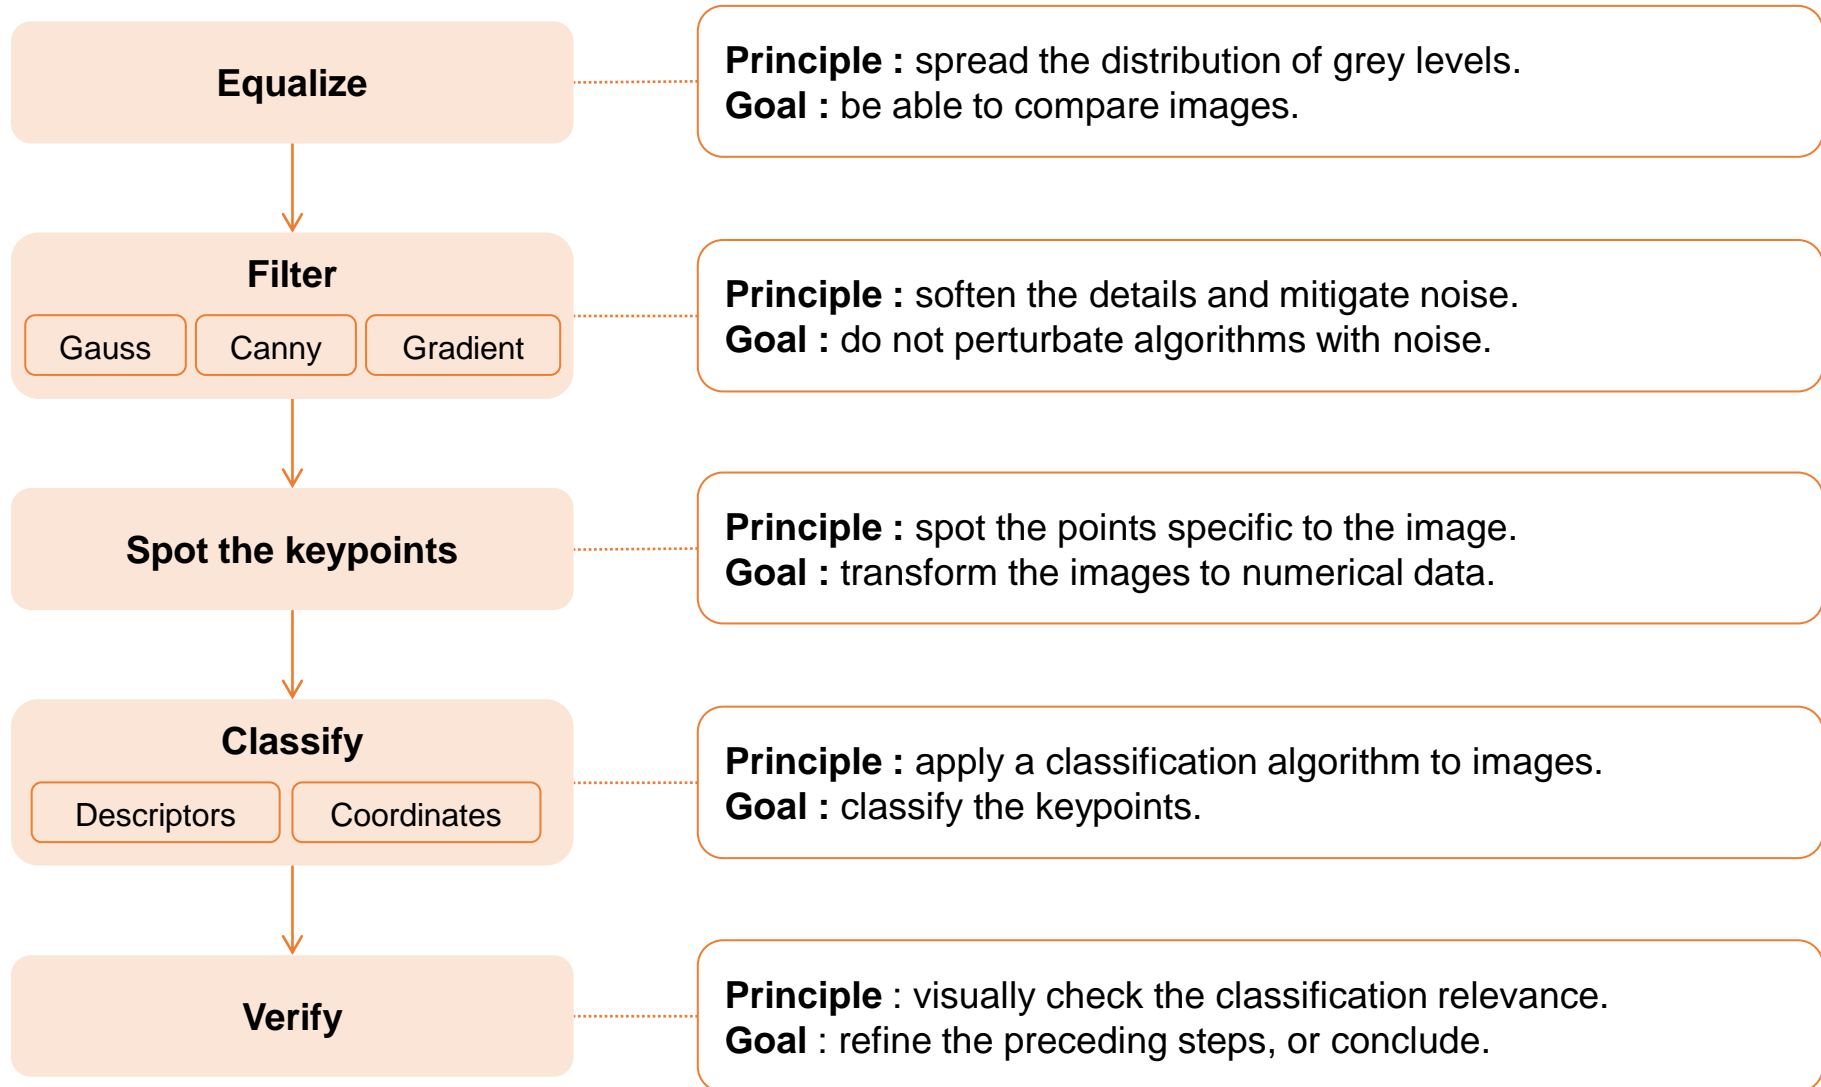 Equalize
Principle : spread the distribution of grey levels.
Goal : be able to compare images.
Filter
Gauss
Canny
Gradient
Principle : soften the details and mitigate noise.
Goal : do not perturbate algorithms with noise.
Spot the keypoints
Principle : spot the points specific to the image.
Goal : transform the images to numerical data.
Classify
Descriptors
Coordinates
Principle : apply a classification algorithm to images.
Goal : classify the keypoints.
Verify
Principle : visually check the classification relevance.
Goal : refine the preceding steps, or conclude.